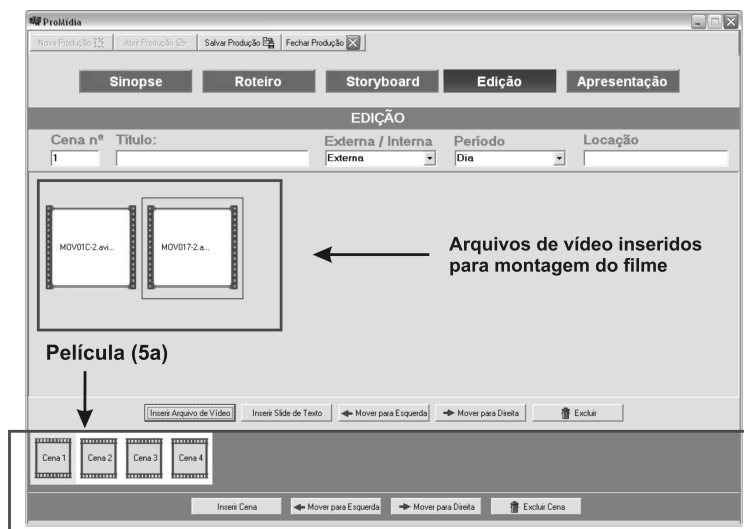 ProMídia
Nova Produção Abrir Produção Salvar Produção Fechar Produção
Sinopse Roteiro Storyboard Edição Apresentação
EDIÇÃO
Cena nº Título: Externa / Interna Período Locação
1 Externa Dia
MOV01C-2.avi... MOV017-2.a...
Arquivos de vídeo inseridos
para montagem do filme
Película (5a)
Inserir Arquivo de Vídeo Inserir Slide de Texto Mover para Esquerda Mover para Direita Excluir
Cena 1 Cena 2 Cena 3 Cena 4
Inserir Cena Mover para Esquerda Mover para Direita Excluir Cena